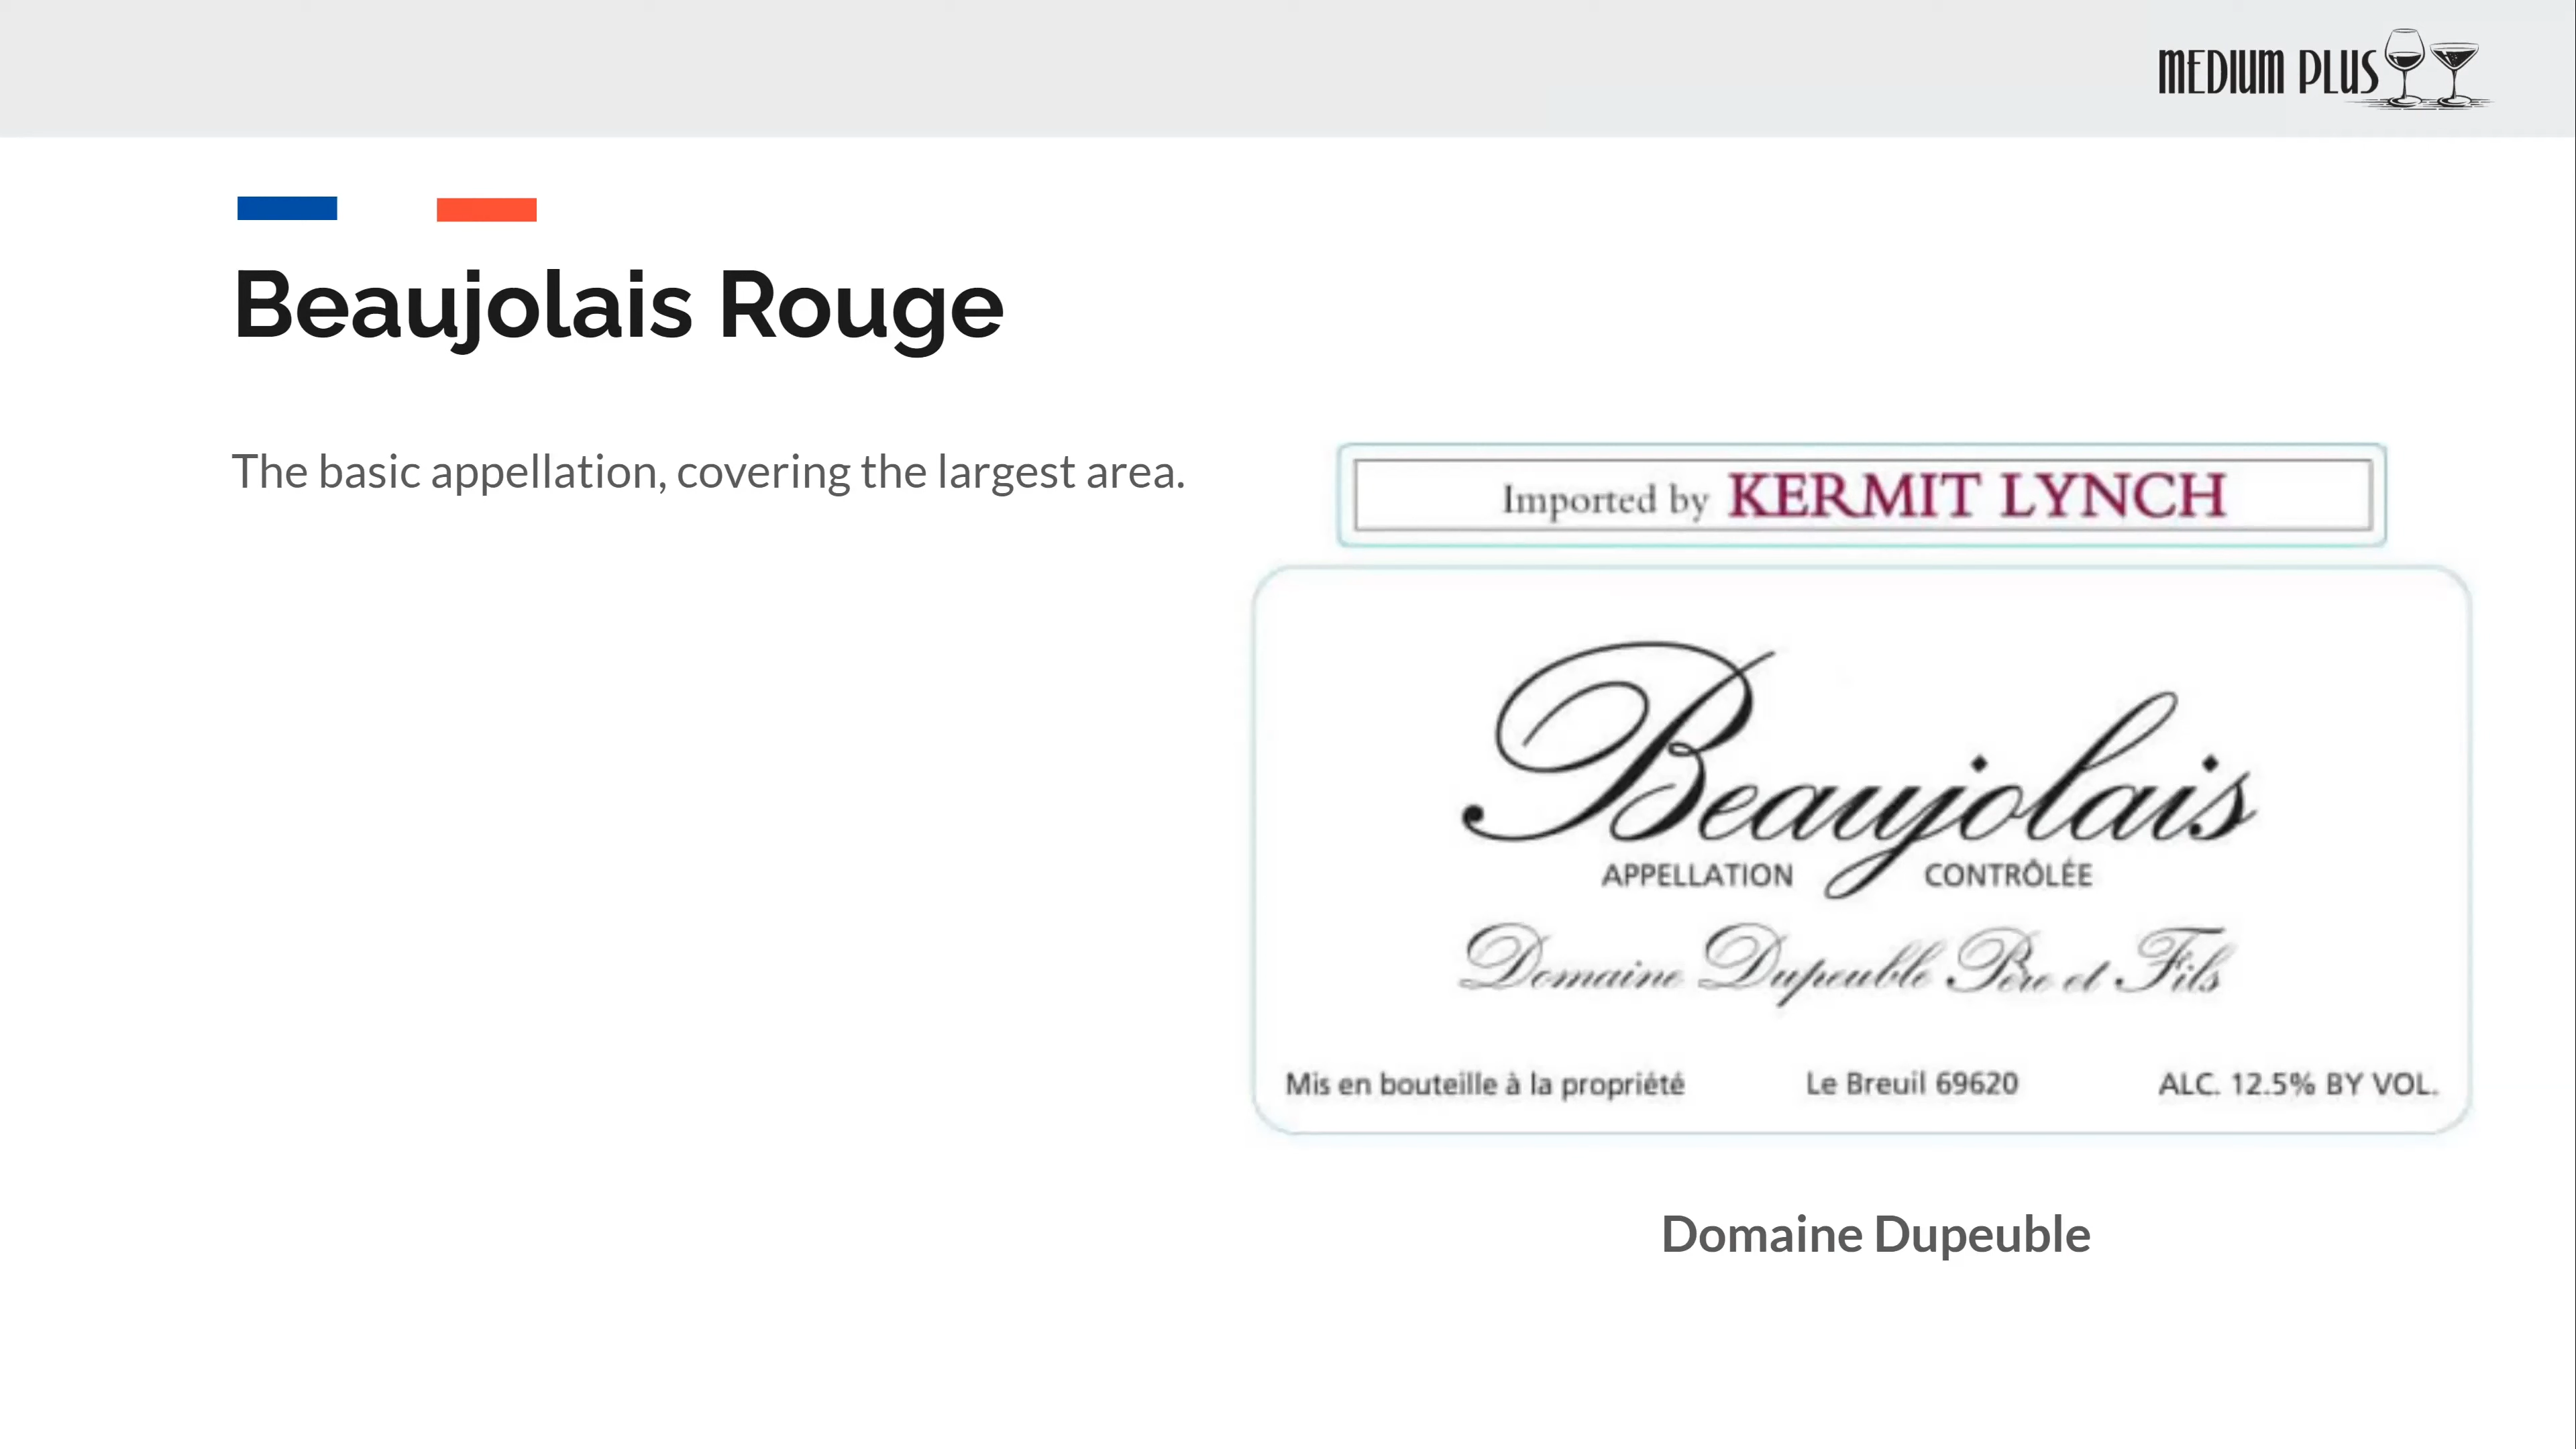 MEDIUM PLUS
Beaujolais Rouge
The basic appellation, covering the largest area.
Imported by KERMIT LYNCH
Beaujolais
APPELLATION CONTRÔLÉE
Domaine Dupeuble Père et Fils
Mis en bouteille à la propriété Le Breuil 69620 ALC. 12.5% BY VOL.
Domaine Dupeuble